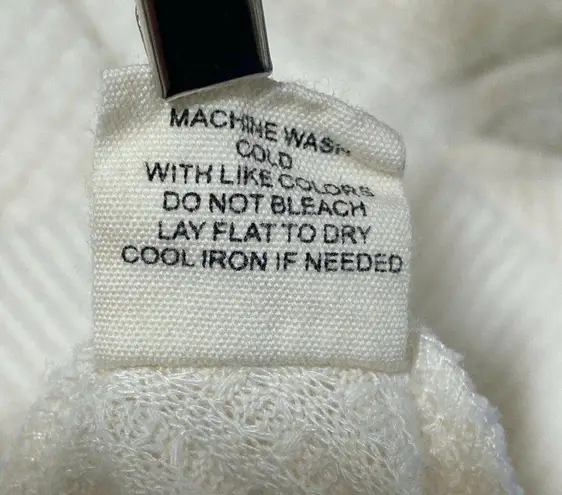 MACHINE WASH
COLD
WITH LIKE COLORS
DO NOT BLEACH
LAY FLAT TO DRY
COOL IRON IF NEEDED